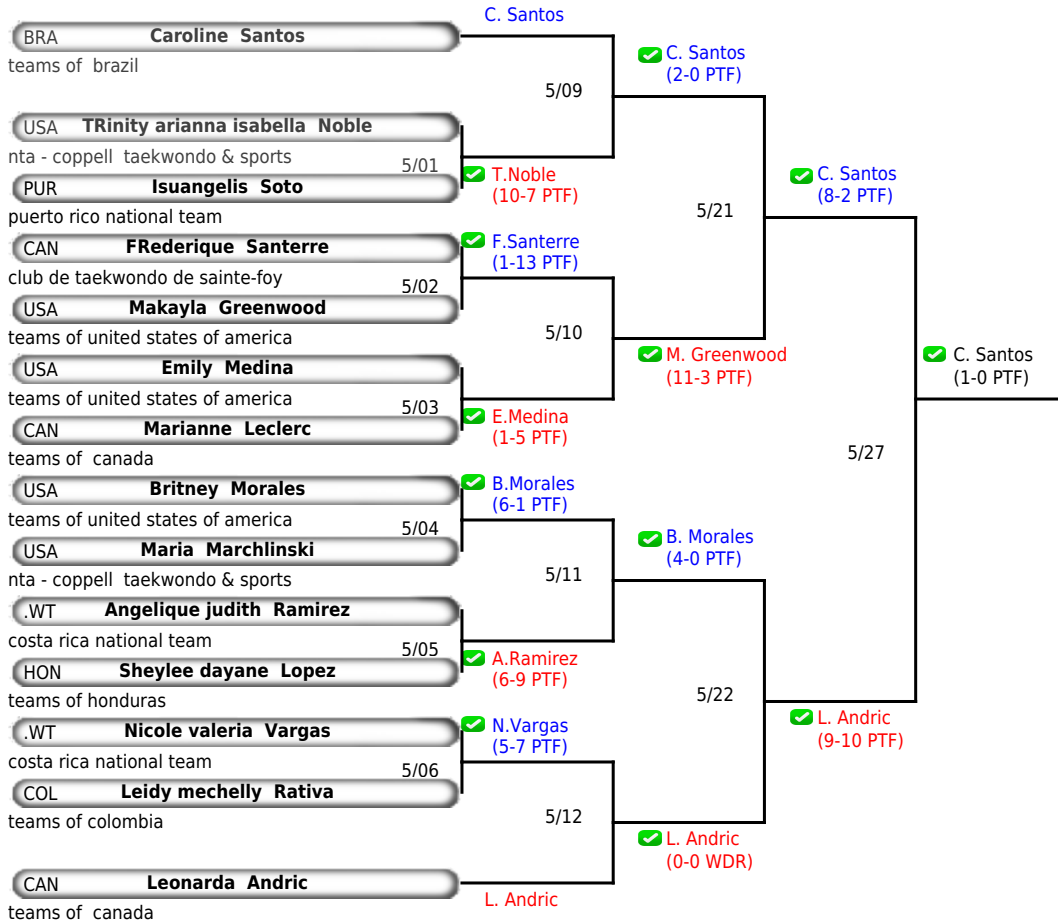 C. Santos
BRA Caroline Santos
teams of brazil
C. Santos
(2-0 PTF)
5/09
USA TRinity arianna isabella Noble
nta - coppell taekwondo & sports
5/01
T.Noble
(10-7 PTF)
C. Santos
(8-2 PTF)
PUR Isuangelis Soto
puerto rico national team
5/21
CAN FRederique Santerre
F.Santerre
(1-13 PTF)
club de taekwondo de sainte-foy
5/02
USA Makayla Greenwood
teams of united states of america
5/10
M. Greenwood
(11-3 PTF)
C. Santos
(1-0 PTF)
USA Emily Medina
teams of united states of america
5/03
E.Medina
(1-5 PTF)
CAN Marianne Leclerc
teams of canada
5/27
USA Britney Morales
B.Morales
(6-1 PTF)
teams of united states of america
5/04
B. Morales
(4-0 PTF)
USA Maria Marchlinski
nta - coppell taekwondo & sports
5/11
.WT Angelique judith Ramirez
costa rica national team
5/05
A.Ramirez
(6-9 PTF)
HON Sheylee dayane Lopez
teams of honduras
5/22
L. Andric
(9-10 PTF)
.WT Nicole valeria Vargas
N.Vargas
(5-7 PTF)
costa rica national team
5/06
COL Leidy mechelly Rativa
teams of colombia
5/12
L. Andric
(0-0 WDR)
CAN Leonarda Andric
L. Andric
teams of canada